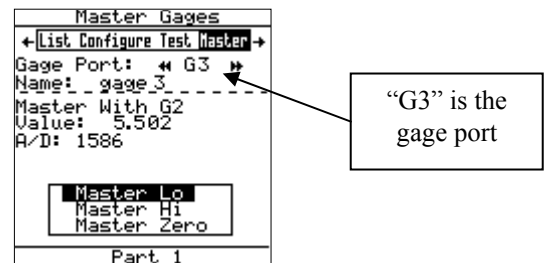 Master Gages
←List Configure Test Master→
Gage Port: ◀◀ G3 ▶▶
Name: gage 3
Master With G2
Value: 5.502
A/D: 1586
Master Lo
Master Hi
Master Zero
Part 1
“G3” is the
gage port